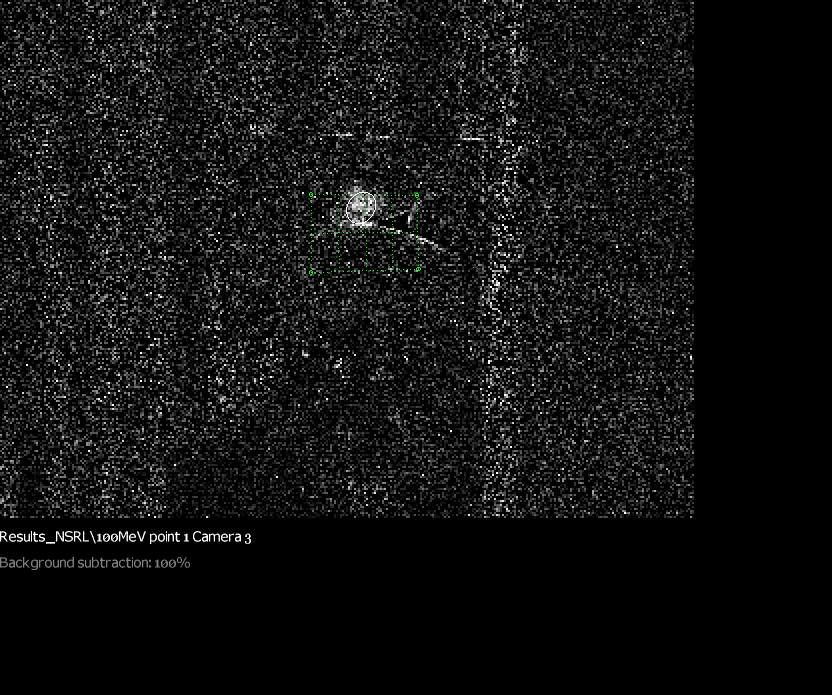 Results_NSRL\100MeV point 1 Camera 3
Background subtraction: 100%